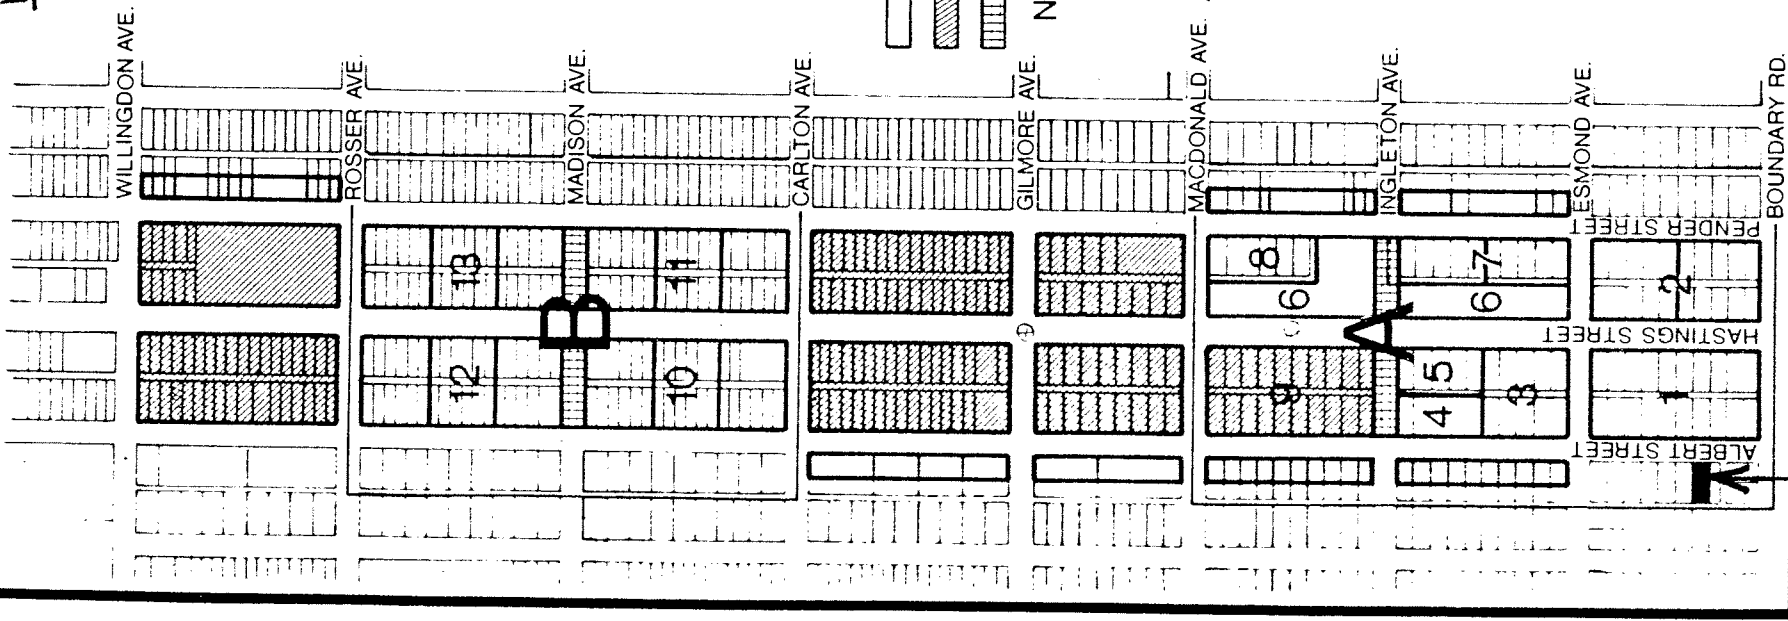 WILLINGDON AVE.
ROSSER AVE.
MADISON AVE.
CARLTON AVE.
GILMORE AVE.
MACDONALD AVE.
INGLETON AVE.
ESMOND AVE.
BOUNDARY RD.
N
PENDER STREET
HASTINGS STREET
ALBERT STREET
13
11
8
7
6
6
2
B
B
A
12
10
9
5
4
3
1